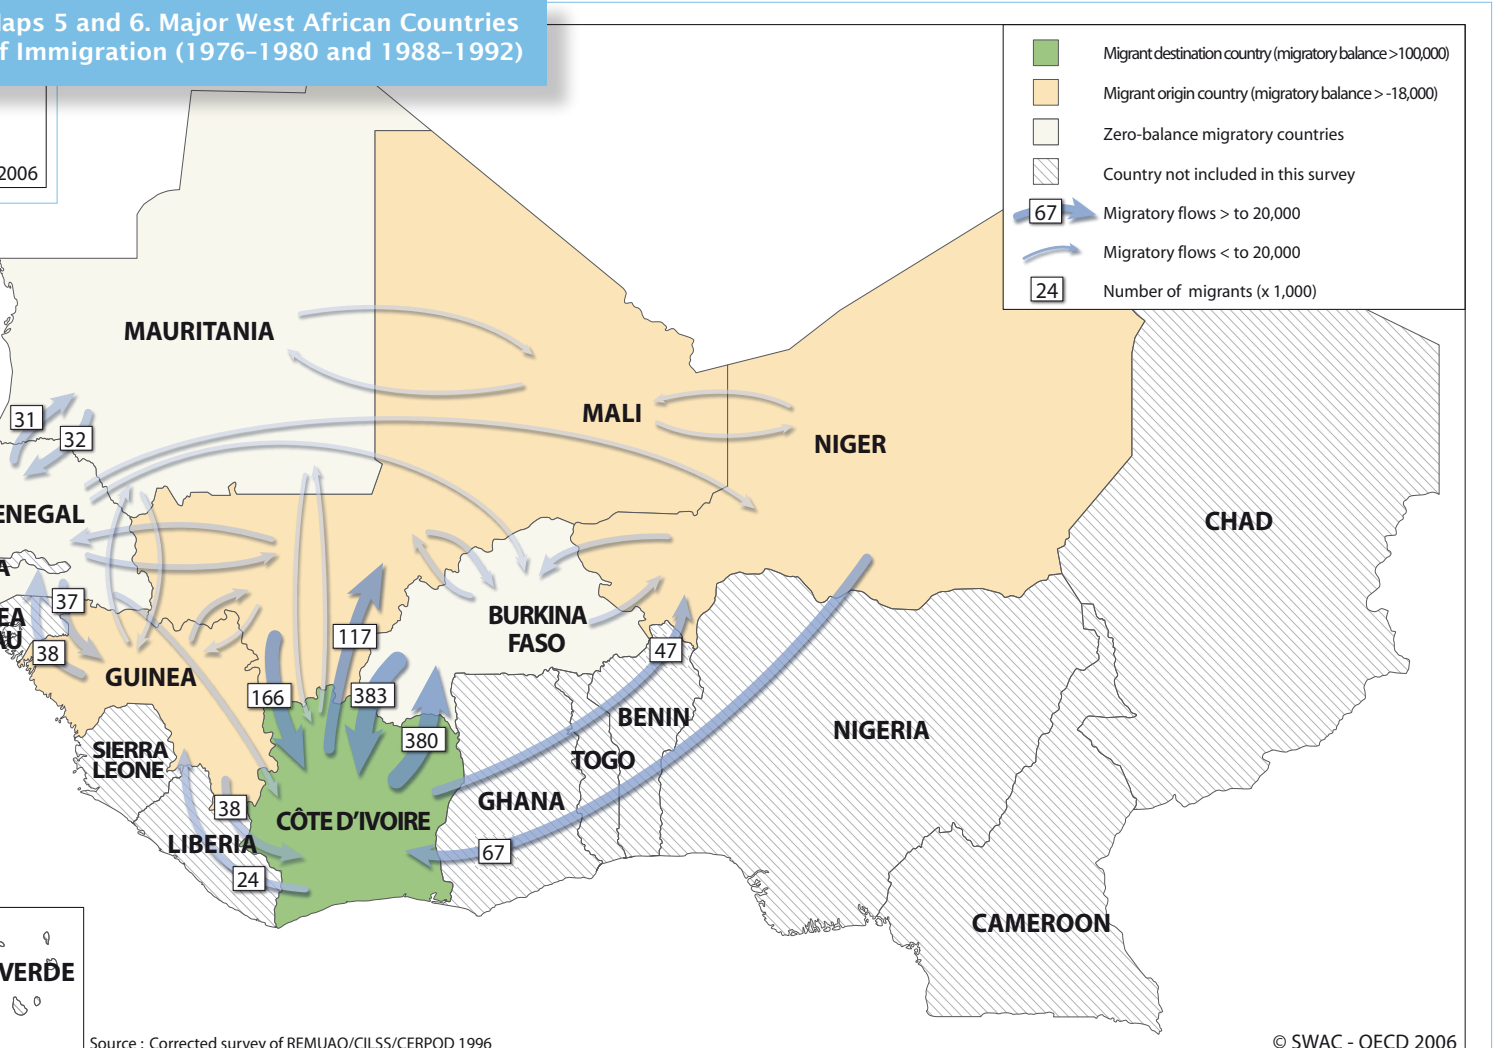 aps 5 and 6. Major West African Countries
f Immigration (1976–1980 and 1988–1992)
2006
Migrant destination country (migratory balance >100,000)
Migrant origin country (migratory balance > -18,000)
Zero-balance migratory countries
Country not included in this survey
67 Migratory flows > to 20,000
Migratory flows < to 20,000
24 Number of migrants (x 1,000)
MAURITANIA
31
32
MALI
NIGER
ENEGAL
CHAD
A
37
EA
AU
38
BURKINA
FASO
117
47
GUINEA
166
383
380
BENIN
NIGERIA
SIERRA
LEONE
TOGO
GHANA
38
CÔTE D'IVOIRE
LIBERIA
67
24
CAMEROON
VERDE
Source : Corrected survey of REMUAO/CILSS/CERPOD 1996
© SWAC - OECD 2006